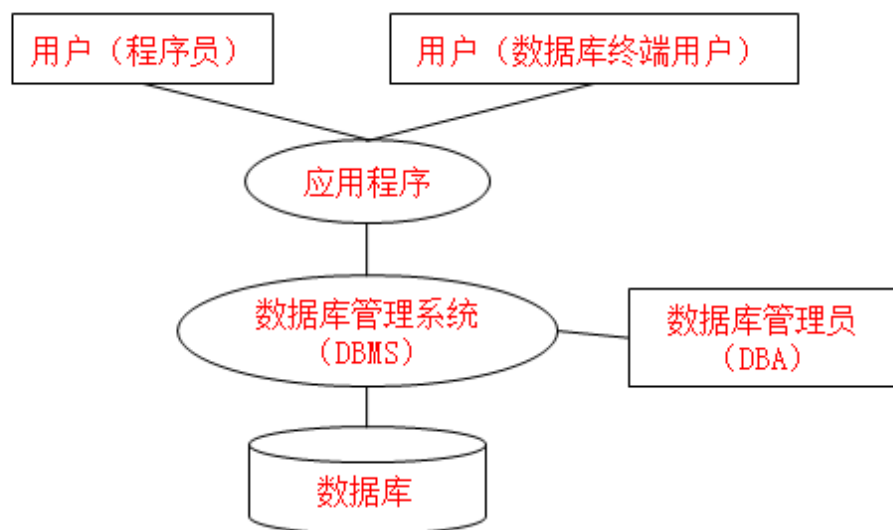 用户（程序员）
用户（数据库终端用户）
应用程序
数据库管理系统
（DBMS）
数据库管理员
（DBA）
数据库